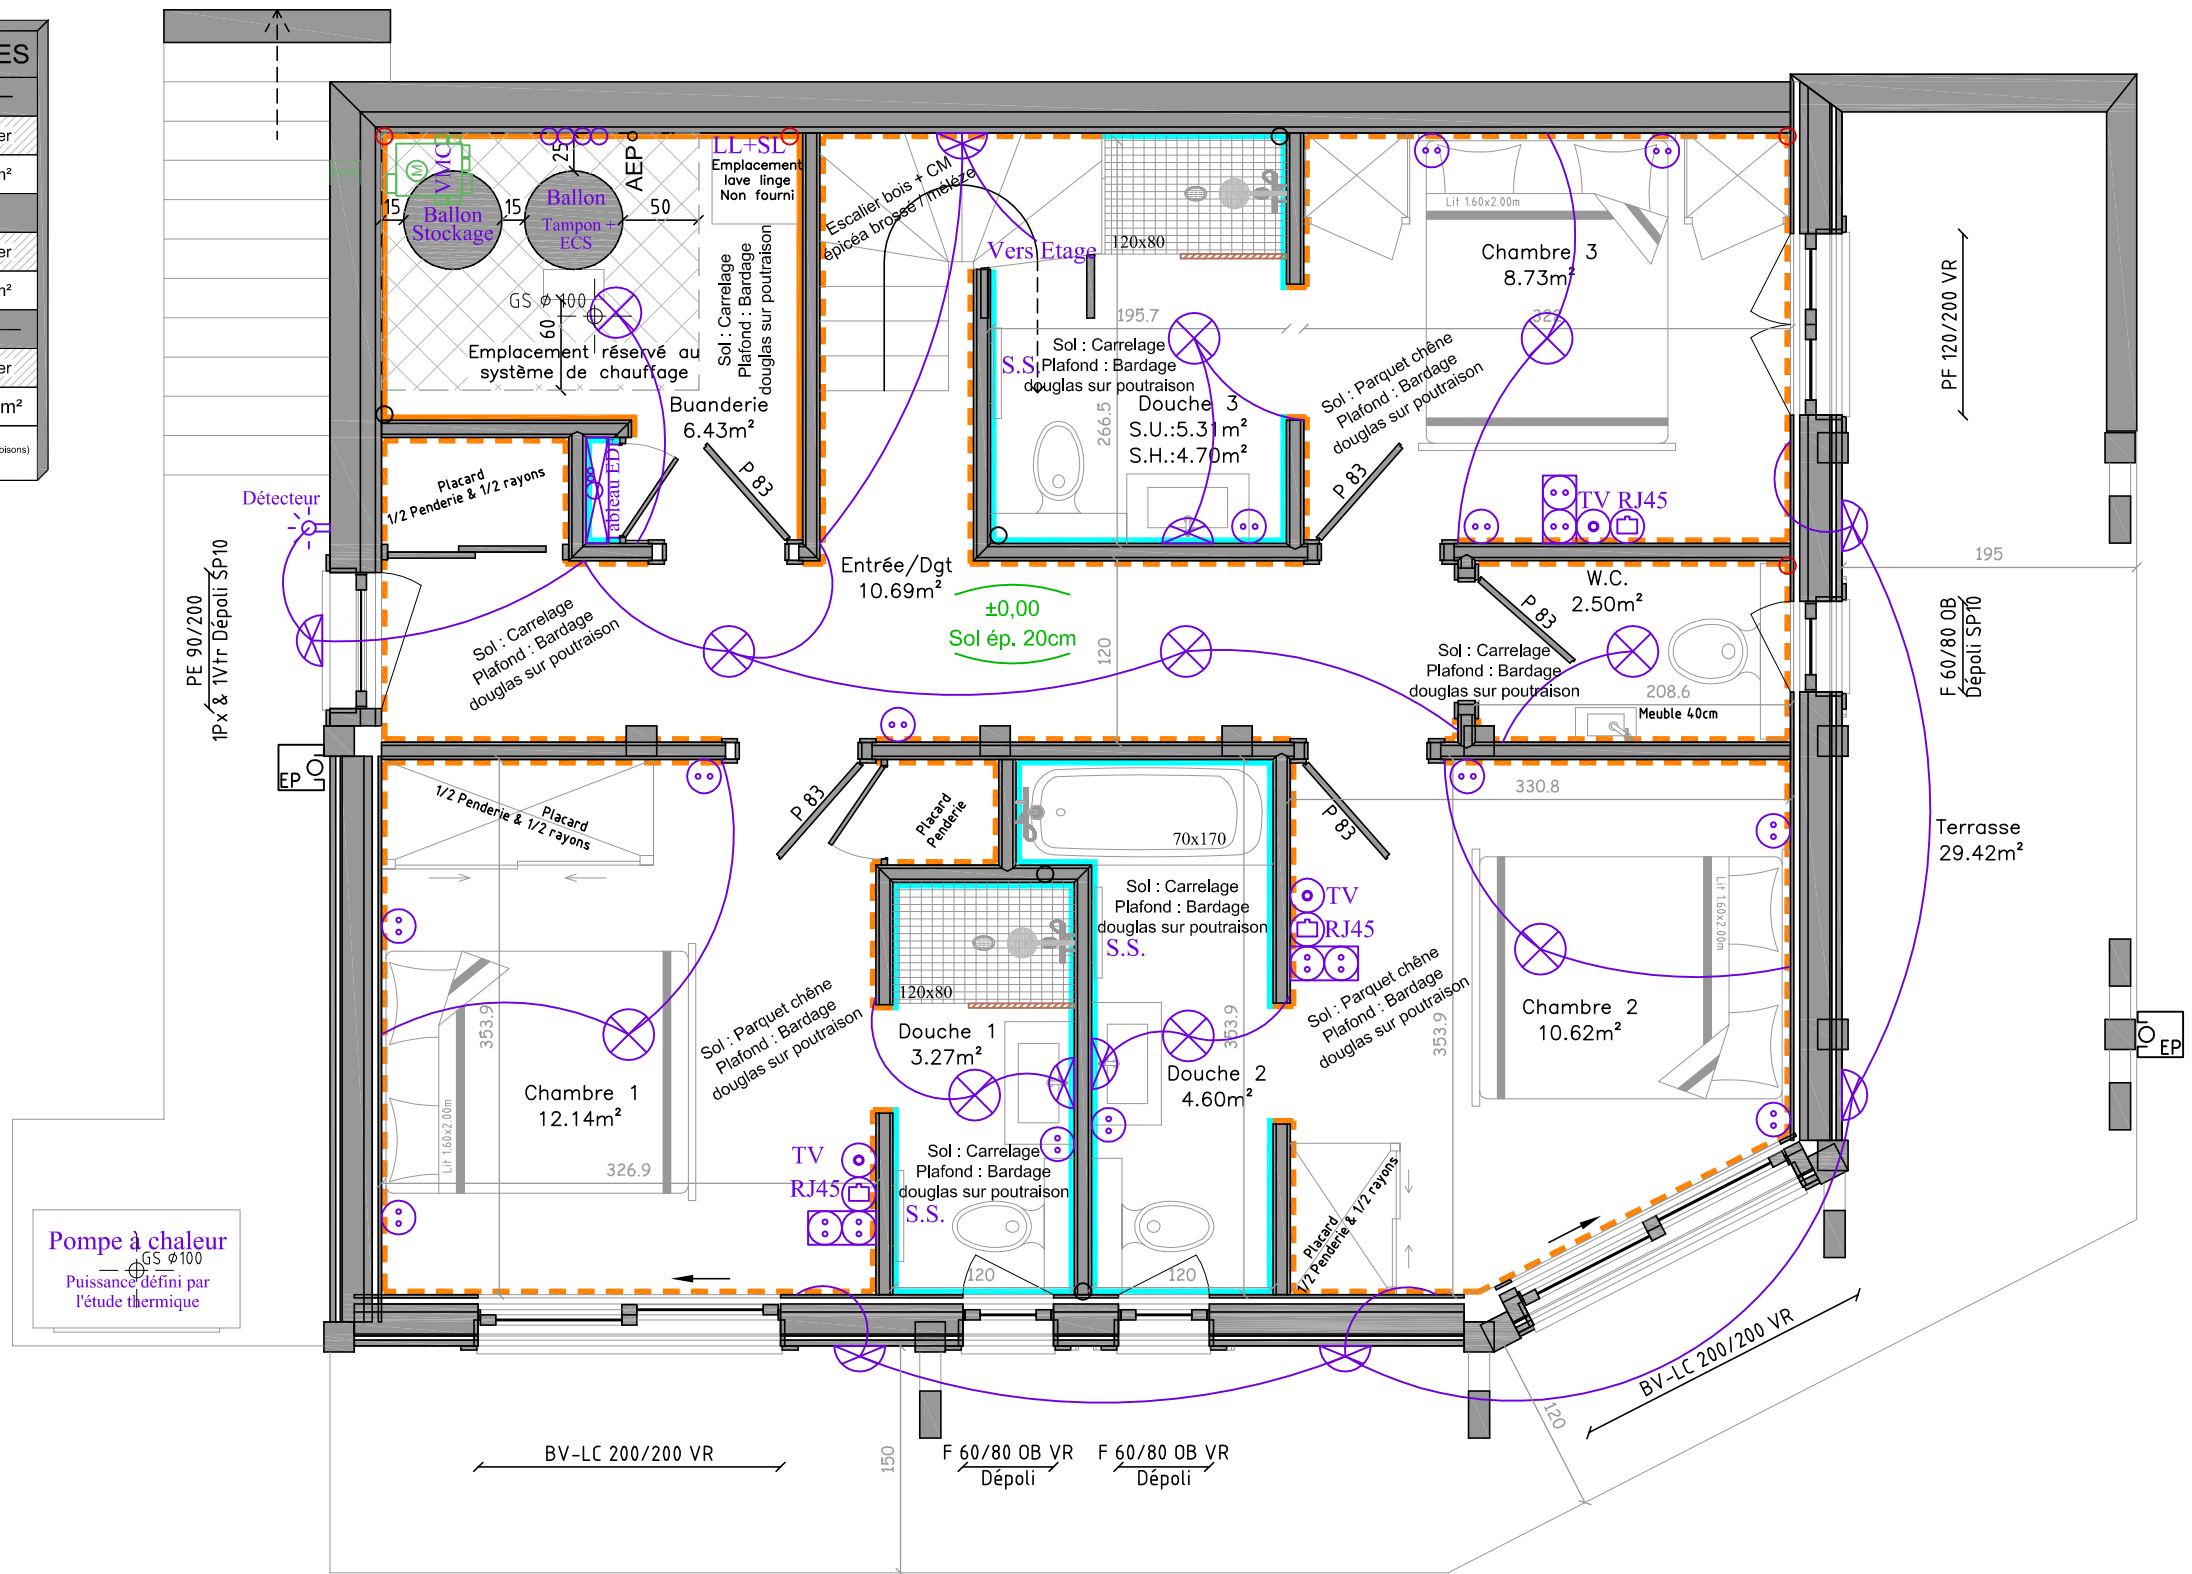 ES
er
m²
er
m²
er
m²
oisons)
VMC
M
15
Ballon
Stockage
15
Ballon
Tampon +
ECS
25
AEP
50
LL+SL
Emplacement
lave linge
Non fourni
GS Ø 100
60
Emplacement réservé au
système de chauffage
Sol : Carrelage
Plafond : Bardage
douglas sur poutraison
Buanderie
6.43m²
P 83
Escalier bois + CM
épicéa brossé / mélèze
Vers Etage
120x80
195.7
Sol : Carrelage
Plafond : Bardage
douglas sur poutraison
S.S.
266.5
Douche 3
S.U.:5.31m²
S.H.:4.70m²
Lit 1.60x2.00m
Chambre 3
8.73m²
322
Sol : Parquet chêne
Plafond : Bardage
douglas sur poutraison
P 83
TV RJ45
PF 120/200 VR
195
Placard
1/2 Penderie & 1/2 rayons
Tableau EDF
Détecteur
PE 90/200
1Px & 1Vtr Dépoli SP10
EP
Entrée/Dgt
10.69m²
±0,00
Sol ép. 20cm
Sol : Carrelage
Plafond : Bardage
douglas sur poutraison
120
W.C.
2.50m²
P 83
Sol : Carrelage
Plafond : Bardage
douglas sur poutraison
208.6
Meuble 40cm
F 60/80 OB
Dépoli SP10
Placard
1/2 Penderie & 1/2 rayons
P 83
Placard
Penderie
70x170
P 83
330.8
Terrasse
29.42m²
Sol : Carrelage
Plafond : Bardage
douglas sur poutraison
S.S.
TV
RJ45
Lit 1.60x2.00m
120x80
353.9
Sol : Parquet chêne
Plafond : Bardage
douglas sur poutraison
Douche 1
3.27m²
353.9
Douche 2
4.60m²
Sol : Parquet chêne
Plafond : Bardage
douglas sur poutraison
353.9
Chambre 2
10.62m²
EP
Chambre 1
12.14m²
Lit 1.60x2.00m
326.9
TV
RJ45
Sol : Carrelage
Plafond : Bardage
douglas sur poutraison
S.S.
120
120
Placard
1/2 Penderie & 1/2 rayons
Pompe à chaleur
GS Ø100
Puissance défini par
l'étude thermique
BV-LC 200/200 VR
150
F 60/80 OB VR
Dépoli
F 60/80 OB VR
Dépoli
BV-LC 200/200 VR
120